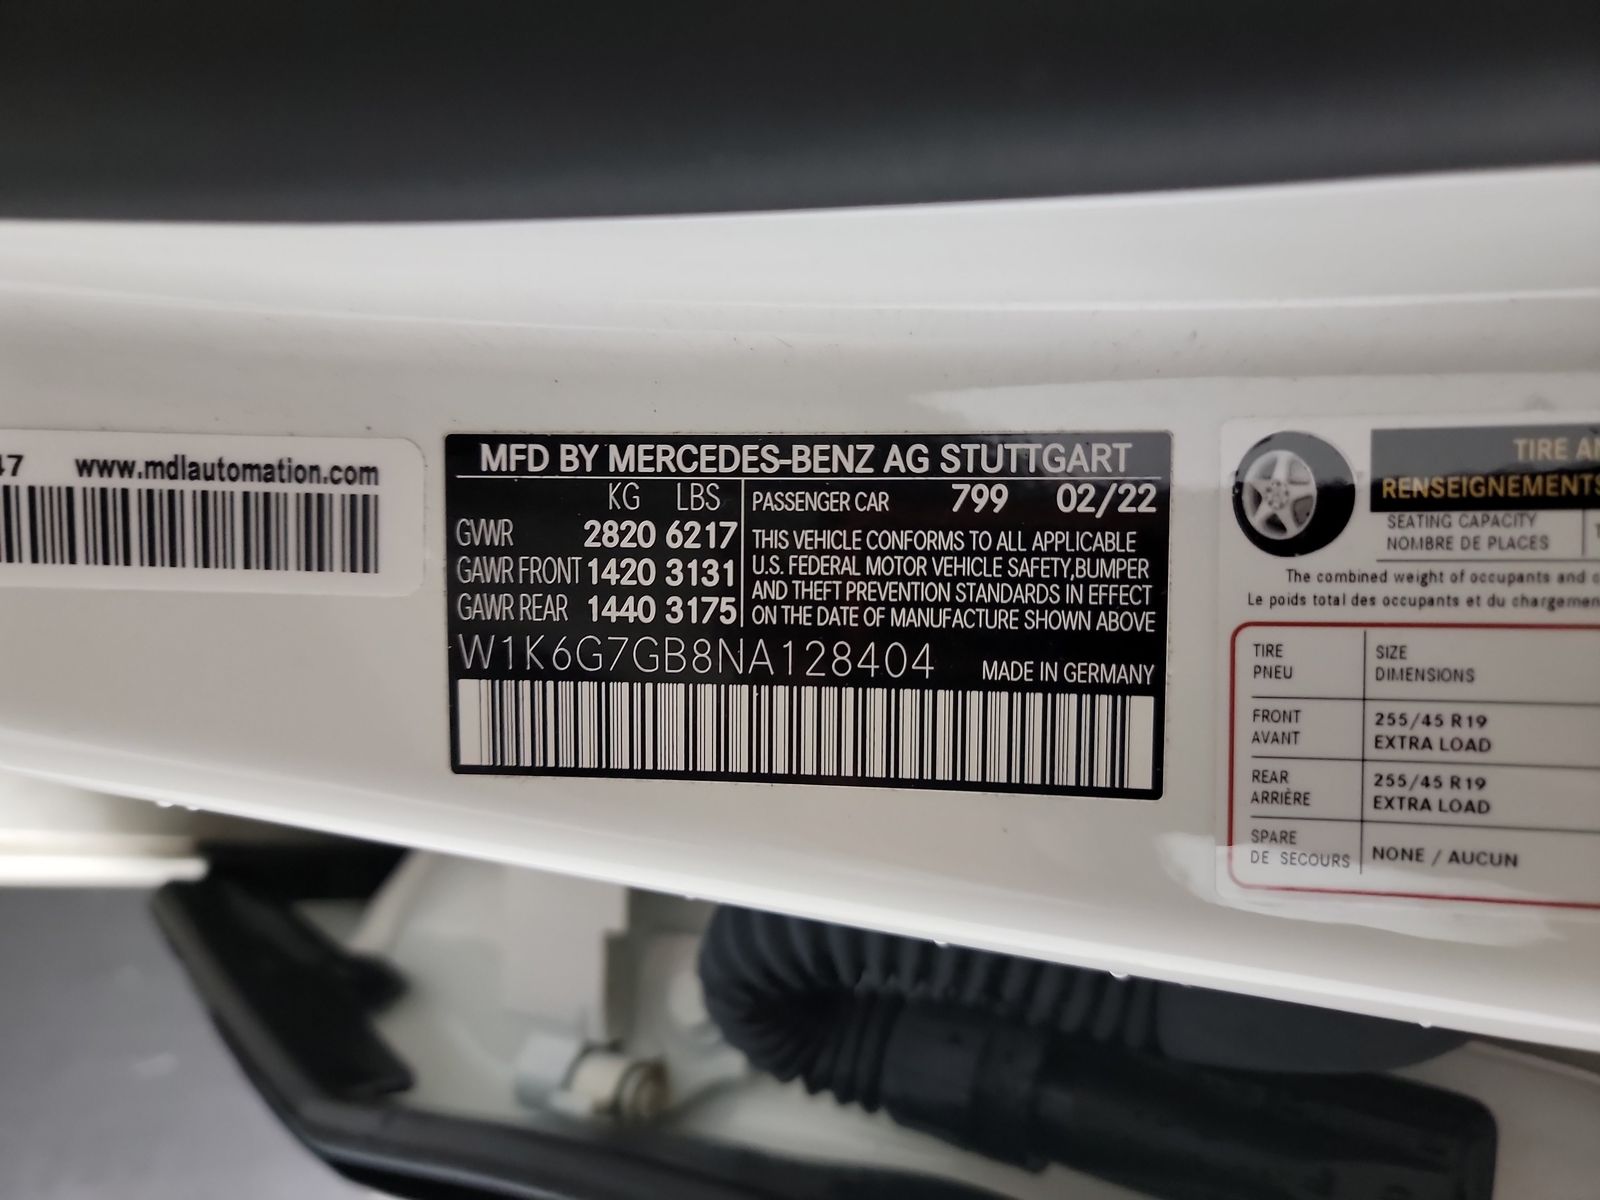 47 www.mdlautomation.com
MFD BY MERCEDES-BENZ AG STUTTGART
KG LBS
GVWR 2820 6217
GAWR FRONT 1420 3131
GAWR REAR 1440 3175
PASSENGER CAR 799 02/22
THIS VEHICLE CONFORMS TO ALL APPLICABLE
U.S. FEDERAL MOTOR VEHICLE SAFETY,BUMPER
AND THEFT PREVENTION STANDARDS IN EFFECT
ON THE DATE OF MANUFACTURE SHOWN ABOVE
W1K6G7GB8NA128404 MADE IN GERMANY
TIRE
RENSEIGNEMENTS
SEATING CAPACITY
NOMBRE DE PLACES
The combined weight of occupants and
Le poids total des occupants et du
TIRE SIZE
PNEU DIMENSIONS
FRONT 255/45 R19
AVANT EXTRA LOAD
REAR 255/45 R19
ARRIÈRE EXTRA LOAD
SPARE
DE SECOURS NONE / AUCUN